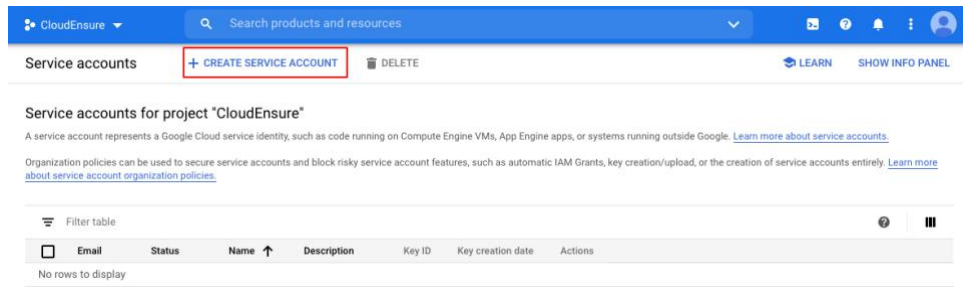 CloudEnsure Search products and resources
Service accounts + CREATE SERVICE ACCOUNT DELETE LEARN SHOW INFO PANEL
Service accounts for project "CloudEnsure"
A service account represents a Google Cloud service identity, such as code running on Compute Engine VMs, App Engine apps, or systems running outside Google. Learn more about service accounts.
Organization policies can be used to secure service accounts and block risky service account features, such as automatic IAM Grants, key creation/upload, or the creation of service accounts entirely. Learn more
about service account organization policies.
Filter table
Email Status Name Description Key ID Key creation date Actions
No rows to display